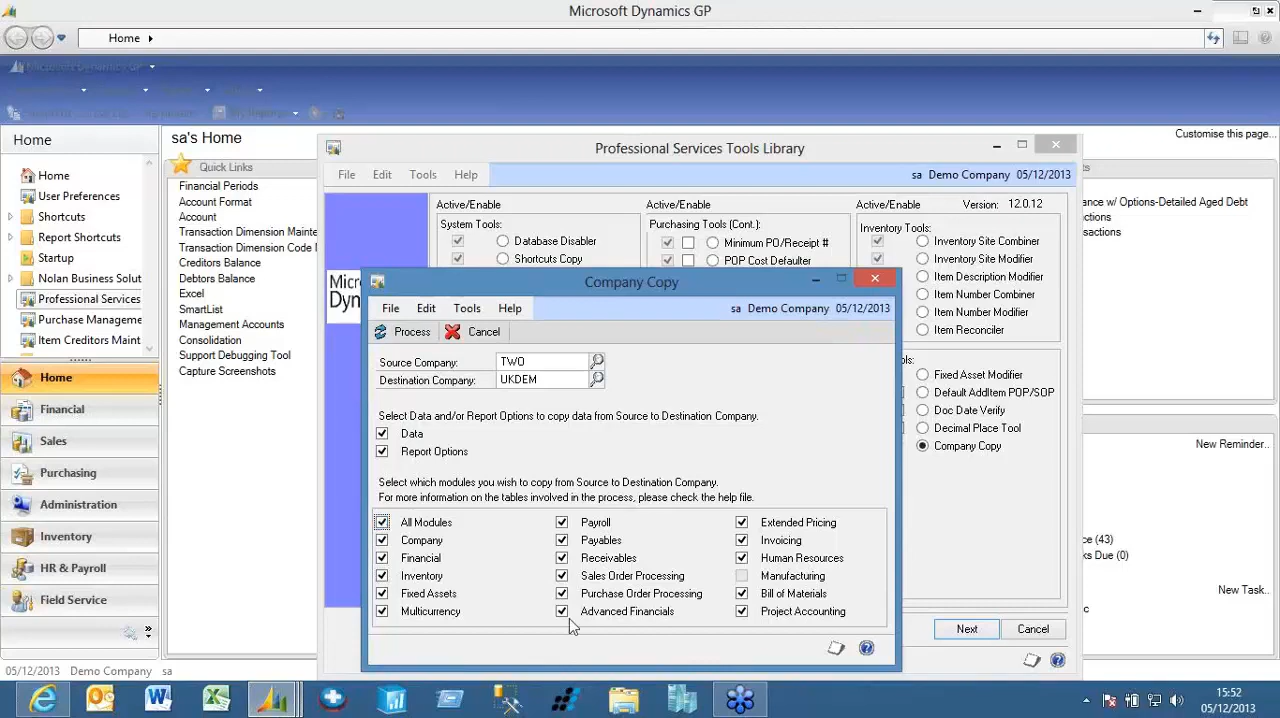 Microsoft Dynamics GP
Home
Microsoft Dynamics GP
Home
sa's Home
Customise this page...
Home
User Preferences
Shortcuts
Report Shortcuts
Startup
Nolan Business Solut
Professional Services
Purchase Manageme
Item Creditors Maint
Home
Financial
Sales
Purchasing
Administration
Inventory
HR & Payroll
Field Service
Quick Links
Financial Periods
Account Format
Account
Transaction Dimension Mainte
Transaction Dimension Code I
Creditors Balance
Debtors Balance
Excel
SmartList
Management Accounts
Consolidation
Support Debugging Tool
Capture Screenshots
Professional Services Tools Library
File Edit Tools Help
sa Demo Company 05/12/2013
Active/Enable
System Tools:
Database Disabler
Shortcuts Copy
Active/Enable
Purchasing Tools (Cont.):
Minimum PO/Receipt #
POP Cost Defaulter
Active/Enable Version: 12.0.12
Inventory Tools:
Inventory Site Combiner
Inventory Site Modifier
Item Description Modifier
Item Number Combiner
Item Number Modifier
Item Reconciler
ols:
Fixed Asset Modifier
Default AddItem POP/SOP
Doc Date Verify
Decimal Place Tool
Company Copy
Next Cancel
Micr
Dyn
Company Copy
File Edit Tools Help
sa Demo Company 05/12/2013
Process Cancel
Source Company: TWO
Destination Company: UKDEM
Select Data and/or Report Options to copy data from Source to Destination Company.
Data
Report Options
Select which modules you wish to copy from Source to Destination Company.
For more information on the tables involved in the process, please check the help file.
All Modules Payroll Extended Pricing
Company Payables Invoicing
Financial Receivables Human Resources
Inventory Sales Order Processing Manufacturing
Fixed Assets Purchase Order Processing Bill of Materials
Multicurrency Advanced Financials Project Accounting
ance w/ Options-Detailed Aged Debt
ctions
New Reminder..
ce (43)
ks Due (0)
New Task..
05/12/2013 Demo Company sa
15:52
05/12/2013